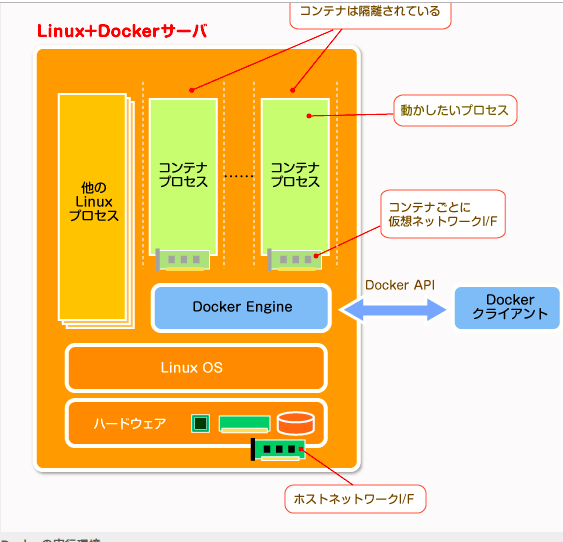 コンテナは隔離されている
Linux+Dockerサーバ
動かしたいプロセス
他の
Linux
プロセス
コンテナ
プロセス
......
コンテナ
プロセス
コンテナごとに
仮想ネットワークI/F
Docker API
Docker Engine
Docker
クライアント
Linux OS
ハードウェア
ホストネットワークI/F